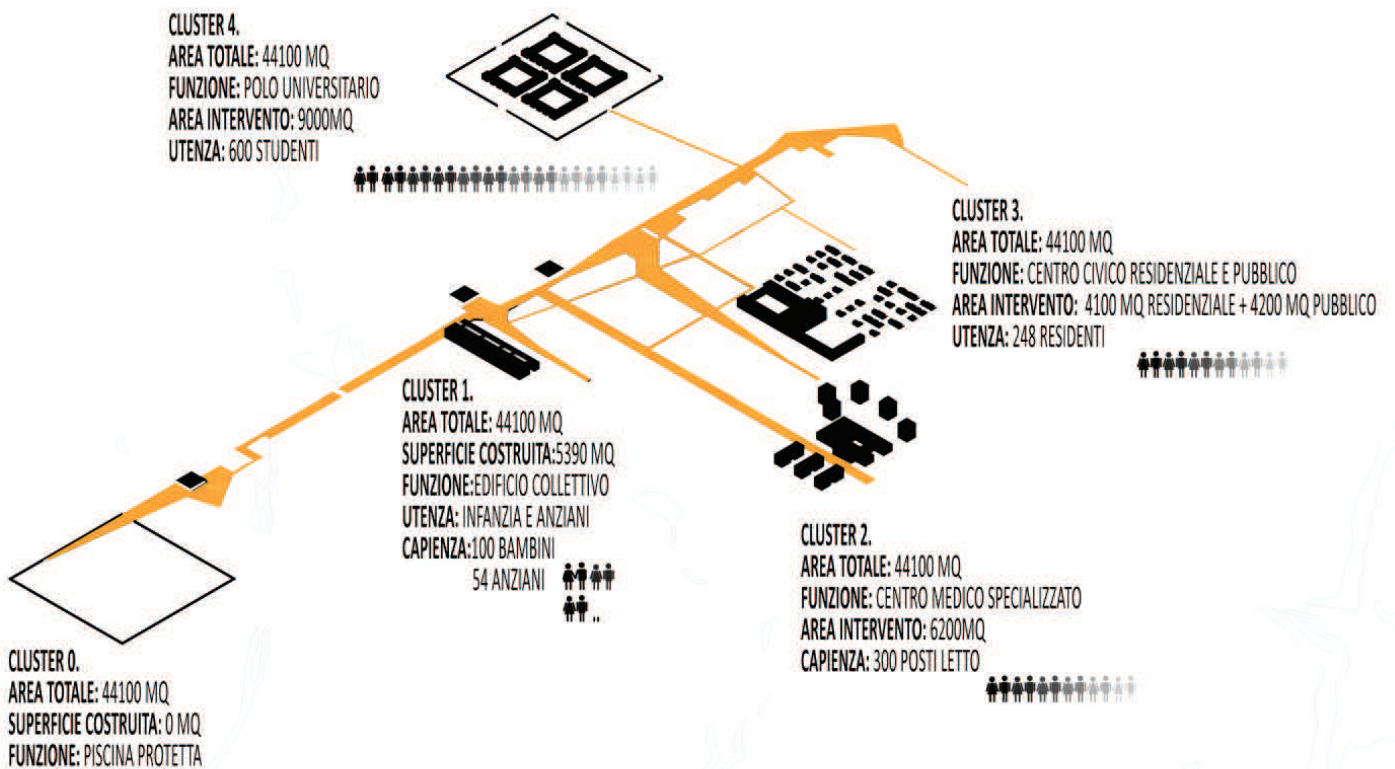 CLUSTER 4.
AREA TOTALE: 44100 MQ
FUNZIONE: POLO UNIVERSITARIO
AREA INTERVENTO: 9000MQ
UTENZA: 600 STUDENTI
CLUSTER 3.
AREA TOTALE: 44100 MQ
FUNZIONE: CENTRO CIVICO RESIDENZIALE E PUBBLICO
AREA INTERVENTO: 4100 MQ RESIDENZIALE + 4200 MQ PUBBLICO
UTENZA: 248 RESIDENTI
CLUSTER 1.
AREA TOTALE: 44100 MQ
SUPERFICIE COSTRUITA:5390 MQ
FUNZIONE:EDIFICIO COLLETTIVO
UTENZA: INFANZIA E ANZIANI
CAPIENZA:100 BAMBINI
54 ANZIANI
CLUSTER 2.
AREA TOTALE: 44100 MQ
FUNZIONE: CENTRO MEDICO SPECIALIZZATO
AREA INTERVENTO: 6200MQ
CAPIENZA: 300 POSTI LETTO
CLUSTER 0.
AREA TOTALE: 44100 MQ
SUPERFICIE COSTRUITA: 0 MQ
FUNZIONE: PISCINA PROTETTA